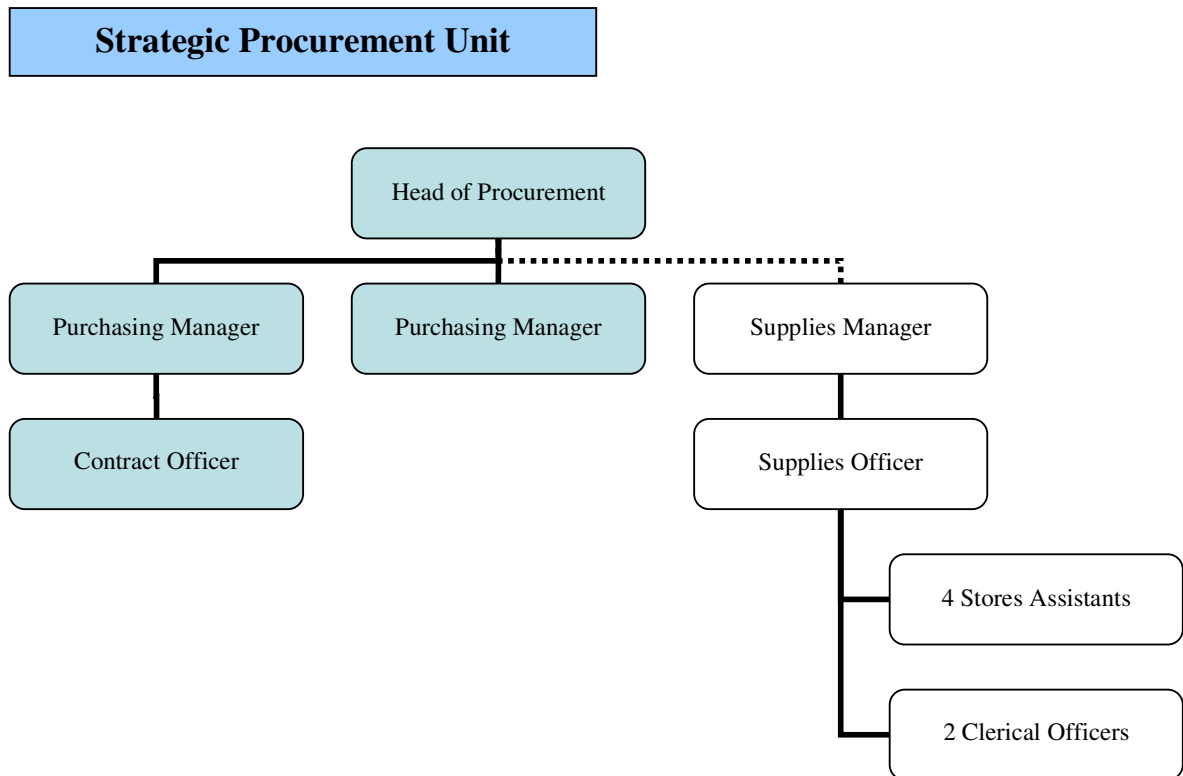 Strategic Procurement Unit
Head of Procurement
Purchasing Manager
Purchasing Manager
Supplies Manager
Contract Officer
Supplies Officer
4 Stores Assistants
2 Clerical Officers